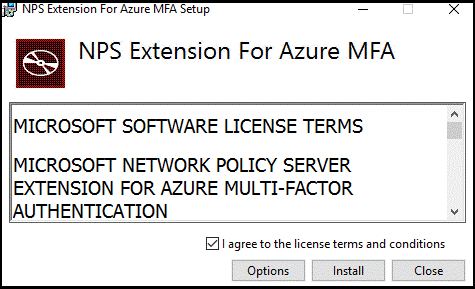 NPS Extension For Azure MFA Setup
NPS Extension For Azure MFA
MICROSOFT SOFTWARE LICENSE TERMS
MICROSOFT NETWORK POLICY SERVER
EXTENSION FOR AZURE MULTI-FACTOR
AUTHENTICATION
I agree to the license terms and conditions
Options Install Close